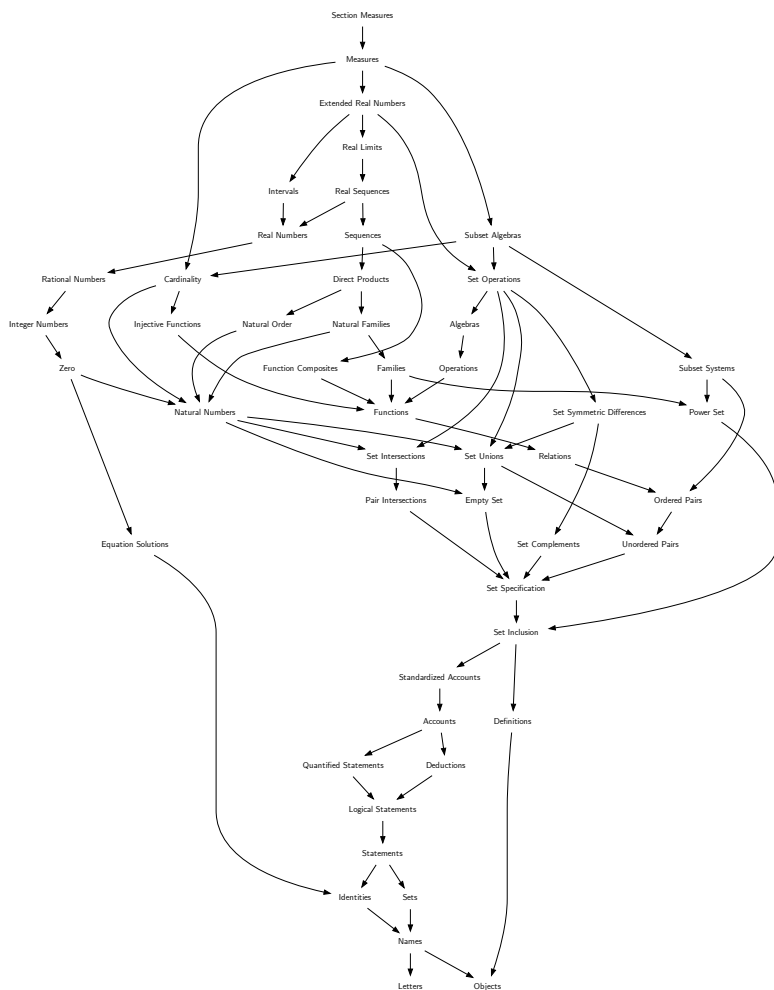 Section Measures
Measures
Extended Real Numbers
Real Limits
Intervals
Real Sequences
Real Numbers
Sequences
Subset Algebras
Rational Numbers
Cardinality
Direct Products
Set Operations
Integer Numbers
Injective Functions
Natural Order
Natural Families
Algebras
Zero
Function Composites
Families
Operations
Subset Systems
Natural Numbers
Functions
Set Symmetric Differences
Power Set
Set Intersections
Set Unions
Relations
Pair Intersections
Empty Set
Ordered Pairs
Equation Solutions
Set Complements
Unordered Pairs
Set Specification
Set Inclusion
Standardized Accounts
Accounts
Definitions
Quantified Statements
Deductions
Logical Statements
Statements
Identities
Sets
Names
Letters
Objects